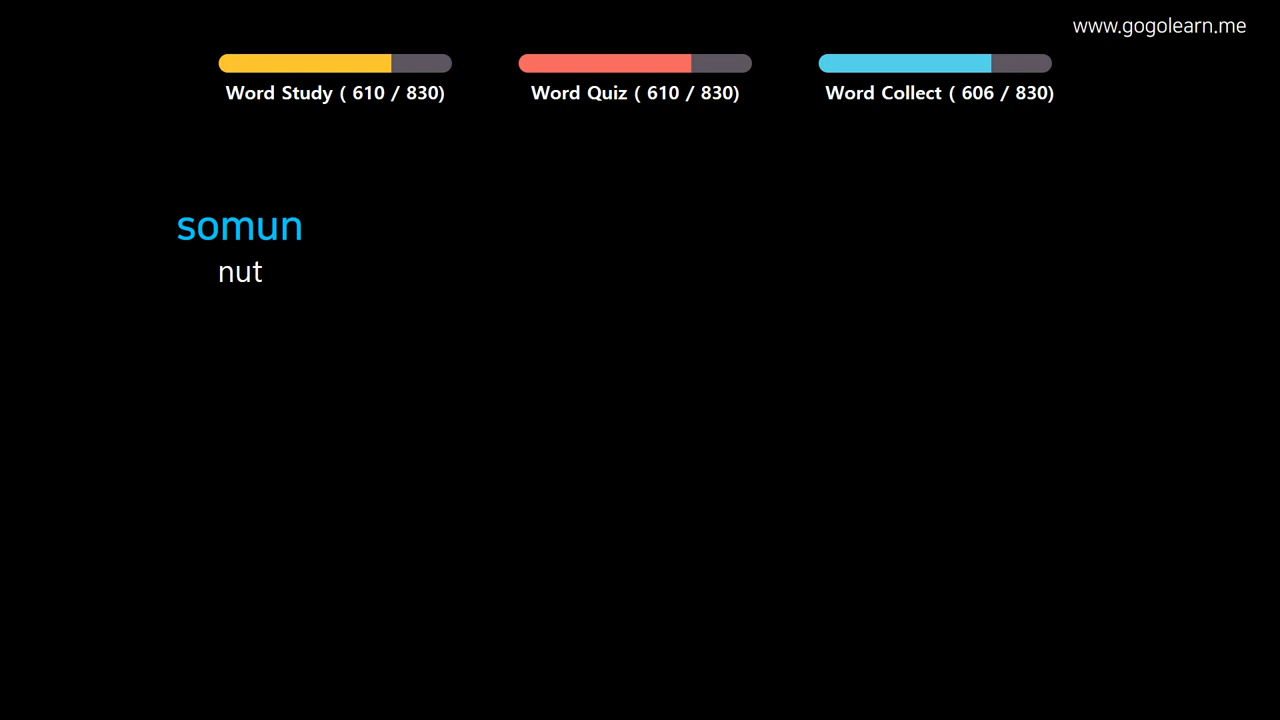 www.gogolearn.me
Word Study ( 610 / 830)
Word Quiz ( 610 / 830)
Word Collect ( 606 / 830)
somun
nut